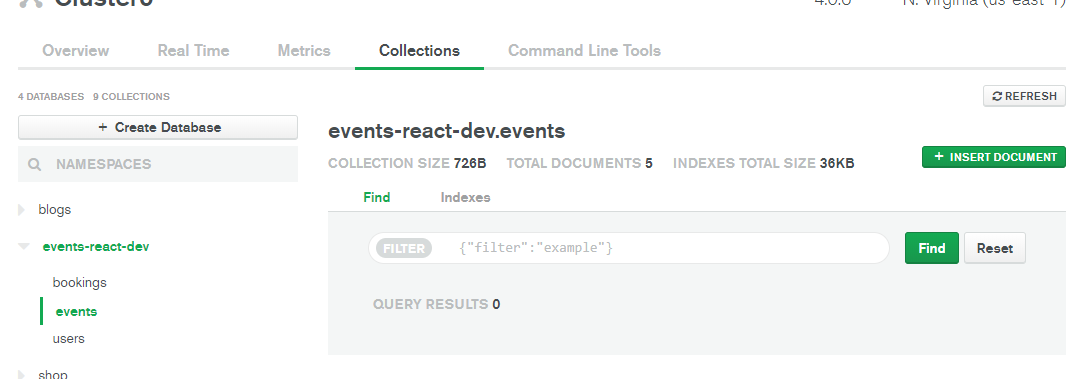 Cluster0
4.0.0 N. Virginia (us-east-1)
Overview Real Time Metrics Collections Command Line Tools
4 DATABASES 9 COLLECTIONS
REFRESH
+ Create Database
NAMESPACES
blogs
events-react-dev
bookings
events
users
shop
events-react-dev.events
COLLECTION SIZE 726B TOTAL DOCUMENTS 5 INDEXES TOTAL SIZE 36KB
+ INSERT DOCUMENT
Find Indexes
FILTER {"filter":"example"}
Find Reset
QUERY RESULTS 0